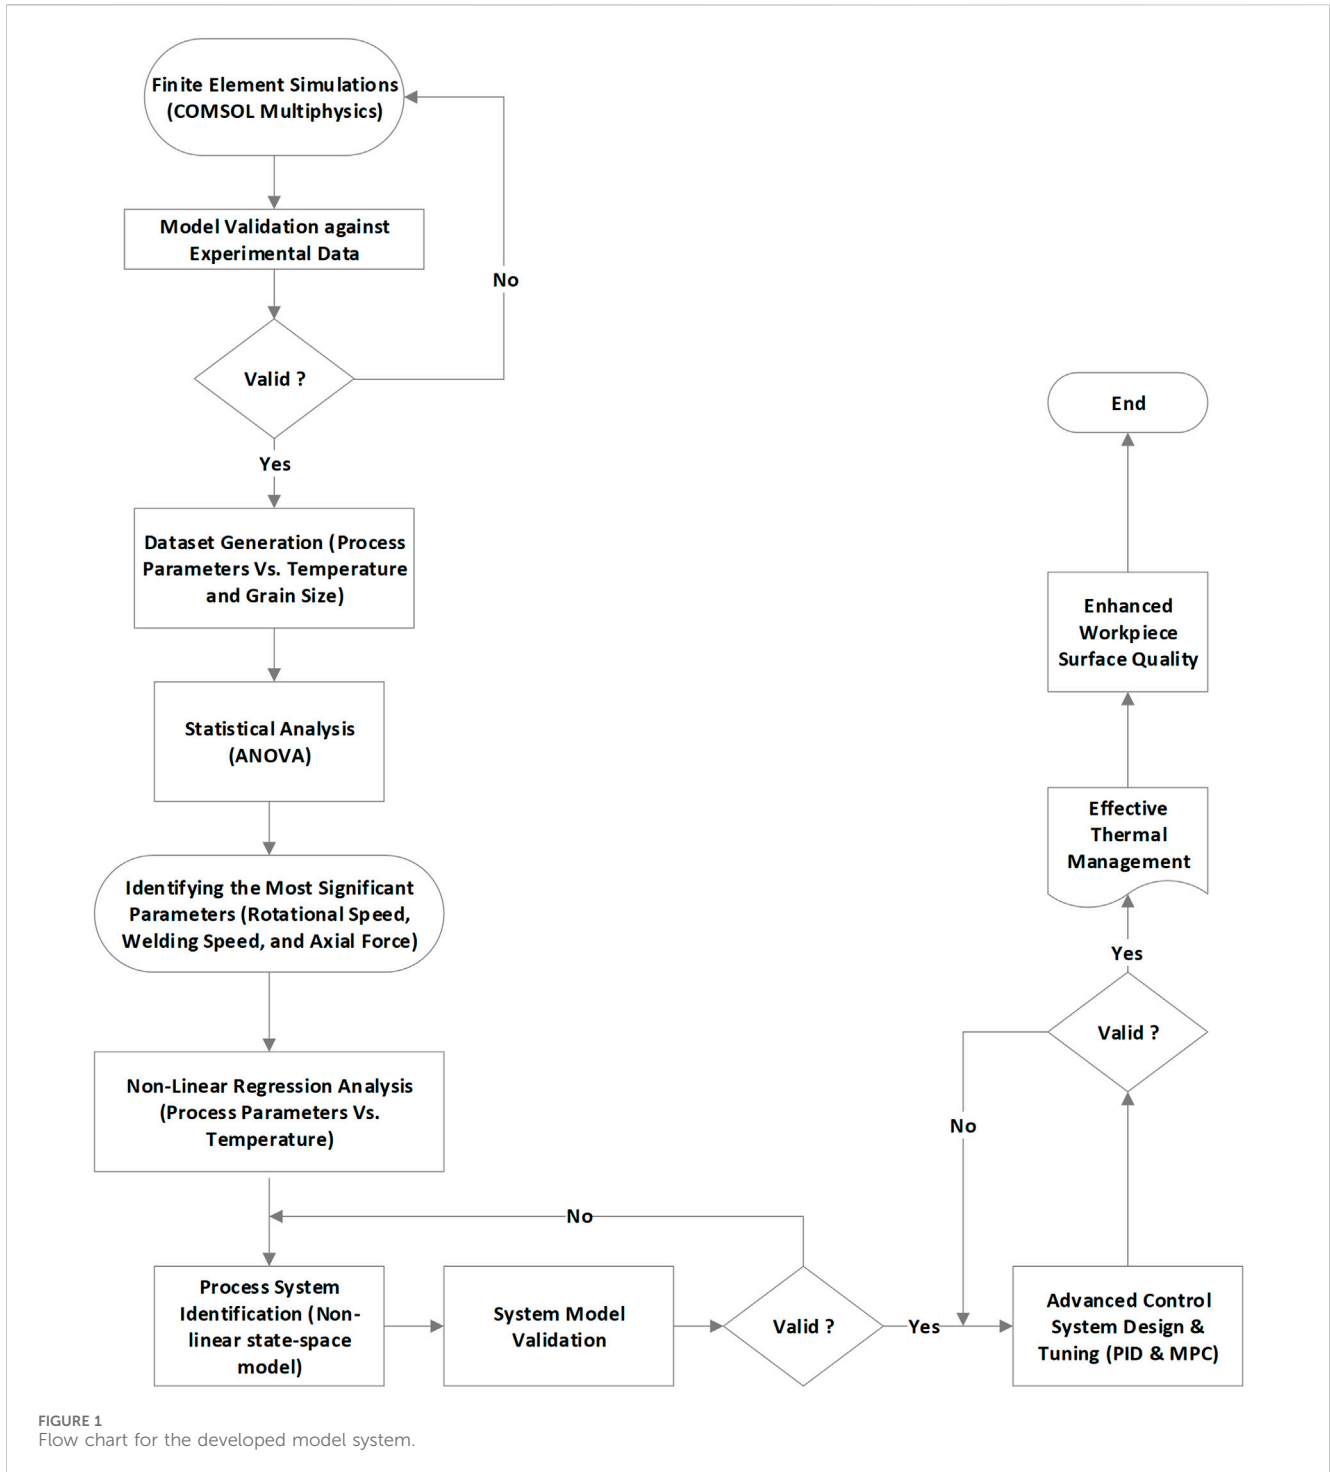 Finite Element Simulations
(COMSOL Multiphysics)
Model Validation against
Experimental Data
No
Valid ?
Yes
Dataset Generation (Process
Parameters Vs. Temperature
and Grain Size)
Statistical Analysis
(ANOVA)
Identifying the Most Significant
Parameters (Rotational Speed,
Welding Speed, and Axial Force)
Non-Linear Regression Analysis
(Process Parameters Vs.
Temperature)
No
Process System
Identification (Non-
linear state-space
model)
System Model
Validation
Valid ?
Yes
Advanced Control
System Design &
Tuning (PID & MPC)
No
Valid ?
Yes
Effective
Thermal
Management
Enhanced
Workpiece
Surface Quality
End
FIGURE 1
Flow chart for the developed model system.